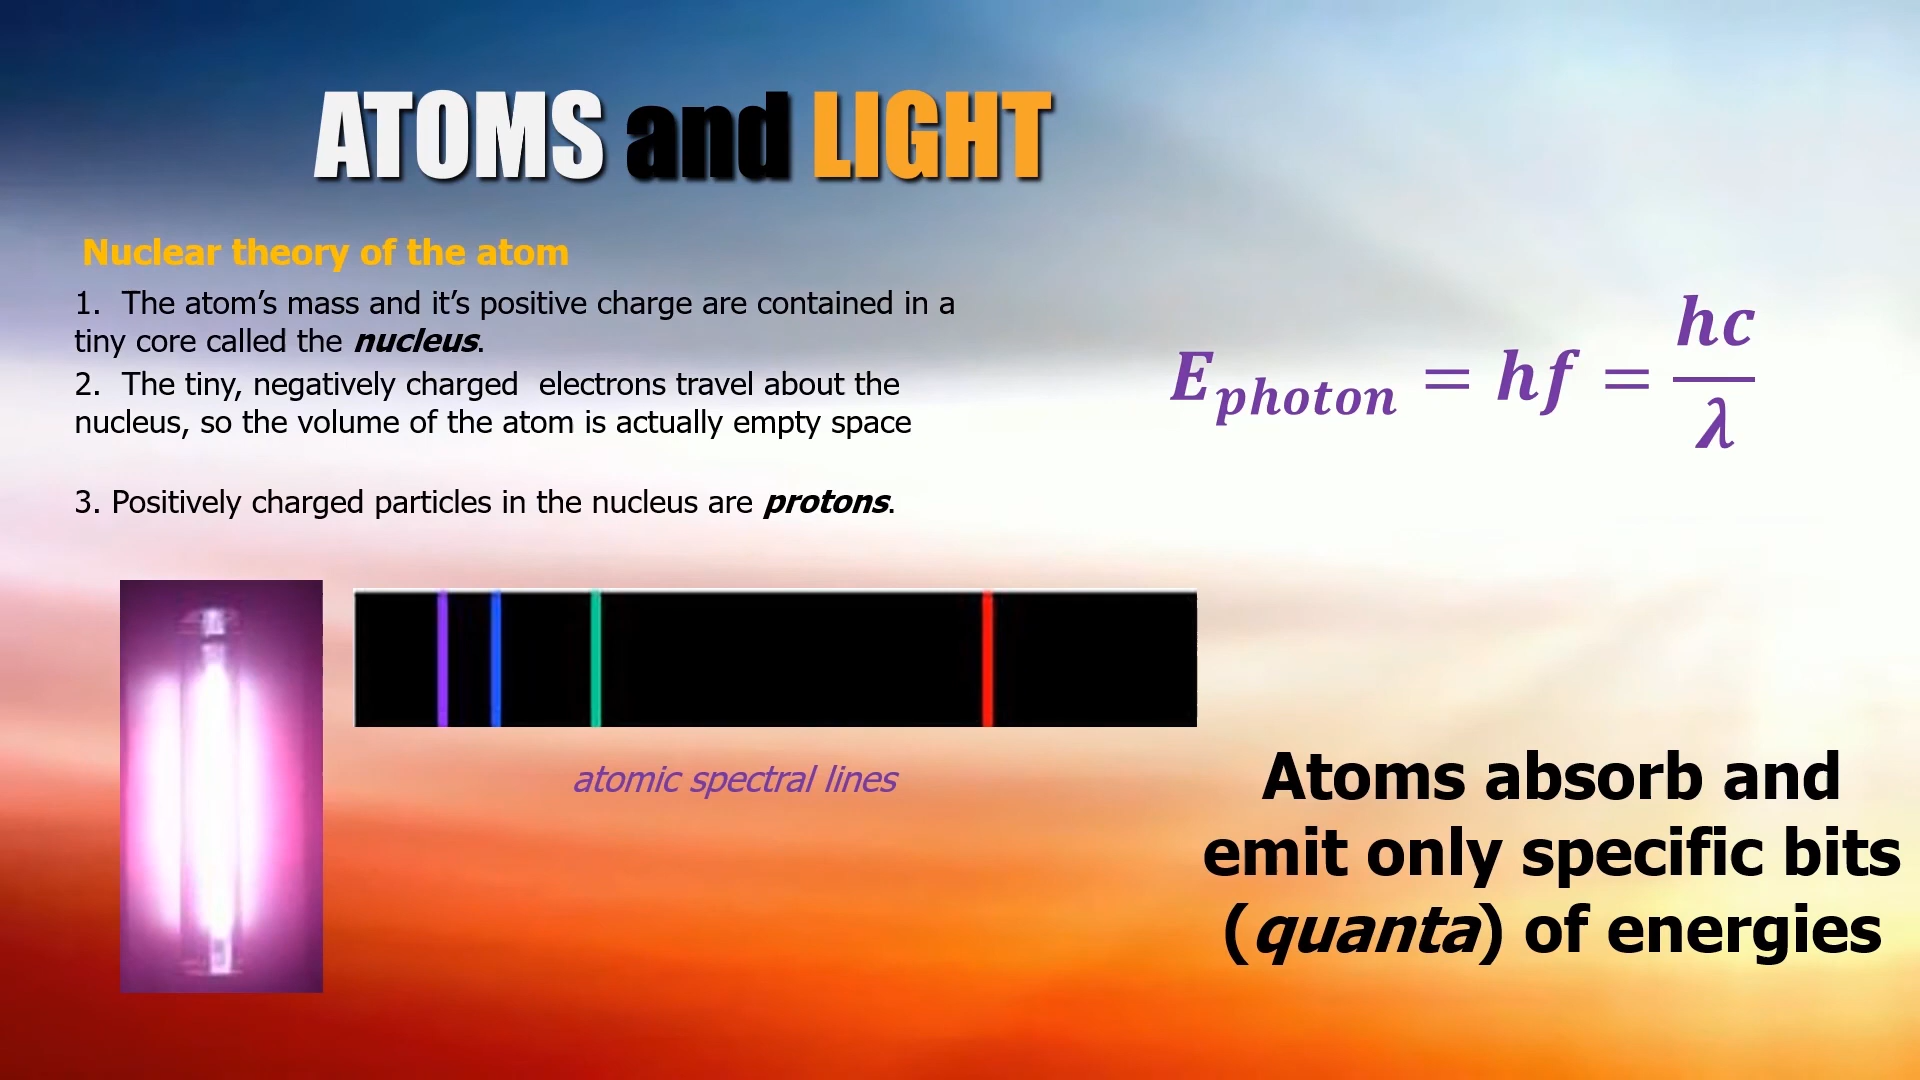 ATOMS and LIGHT
Nuclear theory of the atom
1.  The atom’s mass and it’s positive charge are contained in a
tiny core called the nucleus.
2.  The tiny, negatively charged  electrons travel about the
nucleus, so the volume of the atom is actually empty space
3. Positively charged particles in the nucleus are protons.
E_photon = hf = hc/λ
atomic spectral lines
Atoms absorb and
emit only specific bits
(quanta) of energies